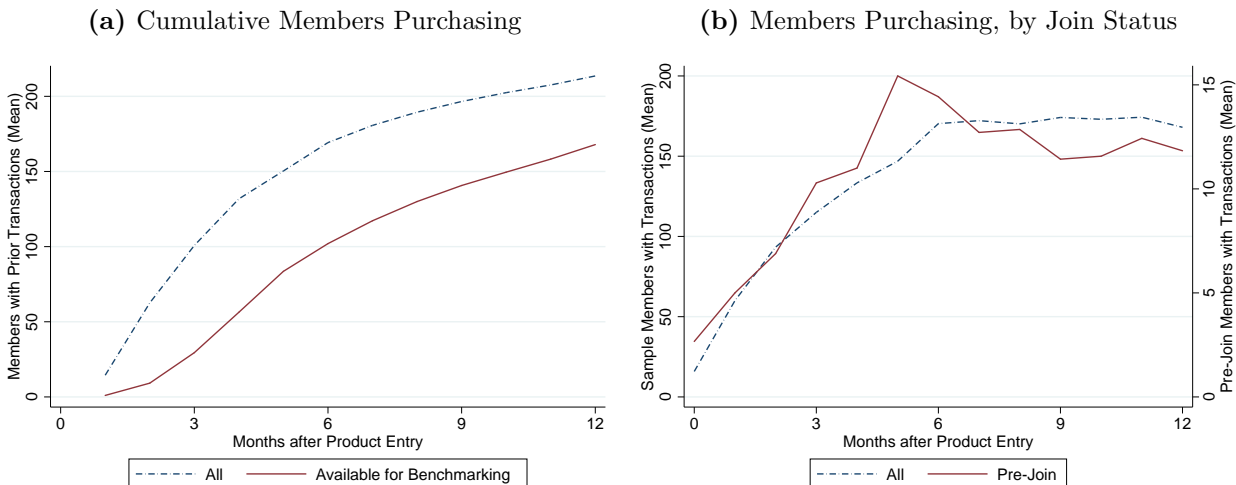 (a) Cumulative Members Purchasing
Members with Prior Transactions (Mean)
200
150
100
50
0
0 3 6 9 12
Months after Product Entry
All Available for Benchmarking
(b) Members Purchasing, by Join Status
Sample Members with Transactions (Mean)
200
150
100
50
0
Pre-Join Members with Transactions (Mean)
15
10
5
0
0 3 6 9 12
Months after Product Entry
All Pre-Join